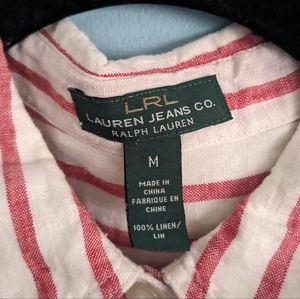 LRL
LAUREN JEANS CO.
RALPH LAUREN
M
MADE IN
CHINA
FABRIQUE EN
CHINE
100% LINEN/
LIN